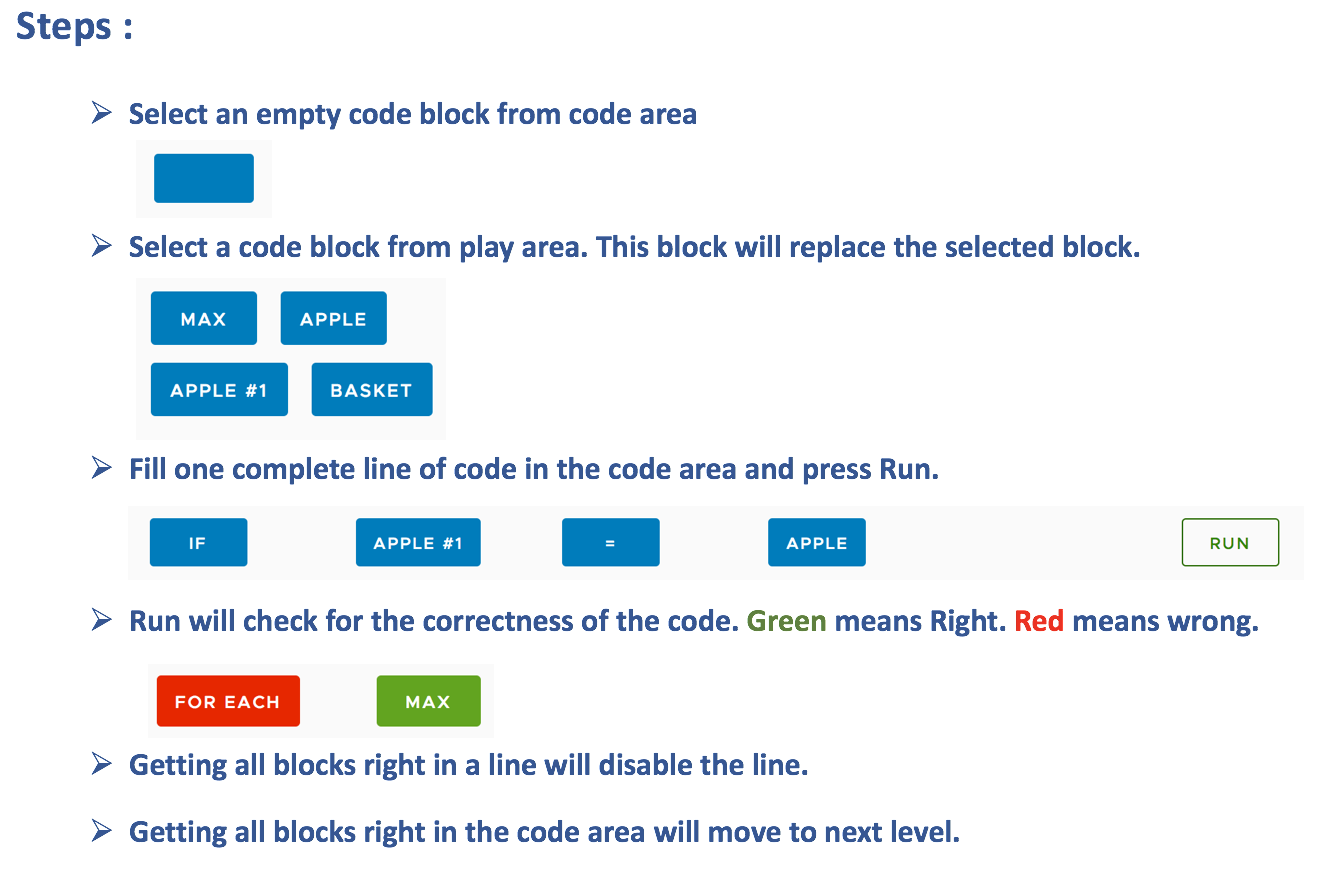 Steps :
Select an empty code block from code area
Select a code block from play area. This block will replace the selected block.
MAX APPLE
APPLE #1 BASKET
Fill one complete line of code in the code area and press Run.
IF APPLE #1 = APPLE RUN
Run will check for the correctness of the code. Green means Right. Red means wrong.
FOR EACH MAX
Getting all blocks right in a line will disable the line.
Getting all blocks right in the code area will move to next level.